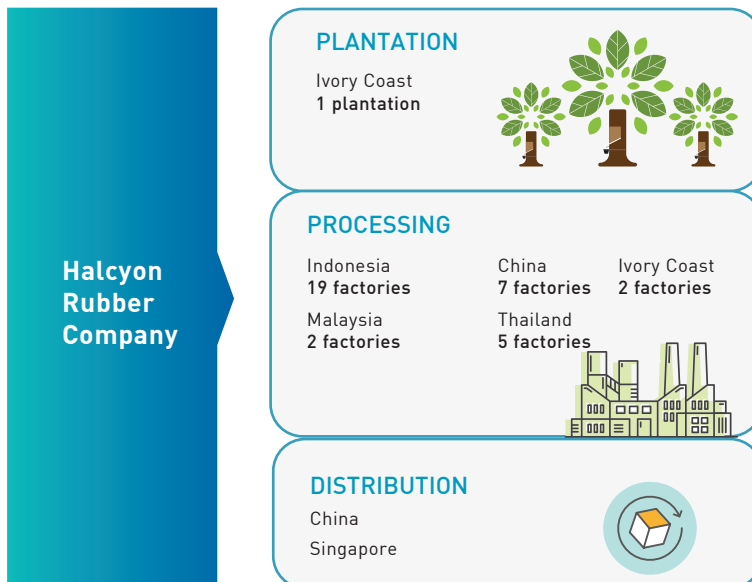 Halcyon
Rubber
Company
PLANTATION
Ivory Coast
1 plantation
PROCESSING
Indonesia
19 factories
China
7 factories
Ivory Coast
2 factories
Malaysia
2 factories
Thailand
5 factories
DISTRIBUTION
China
Singapore